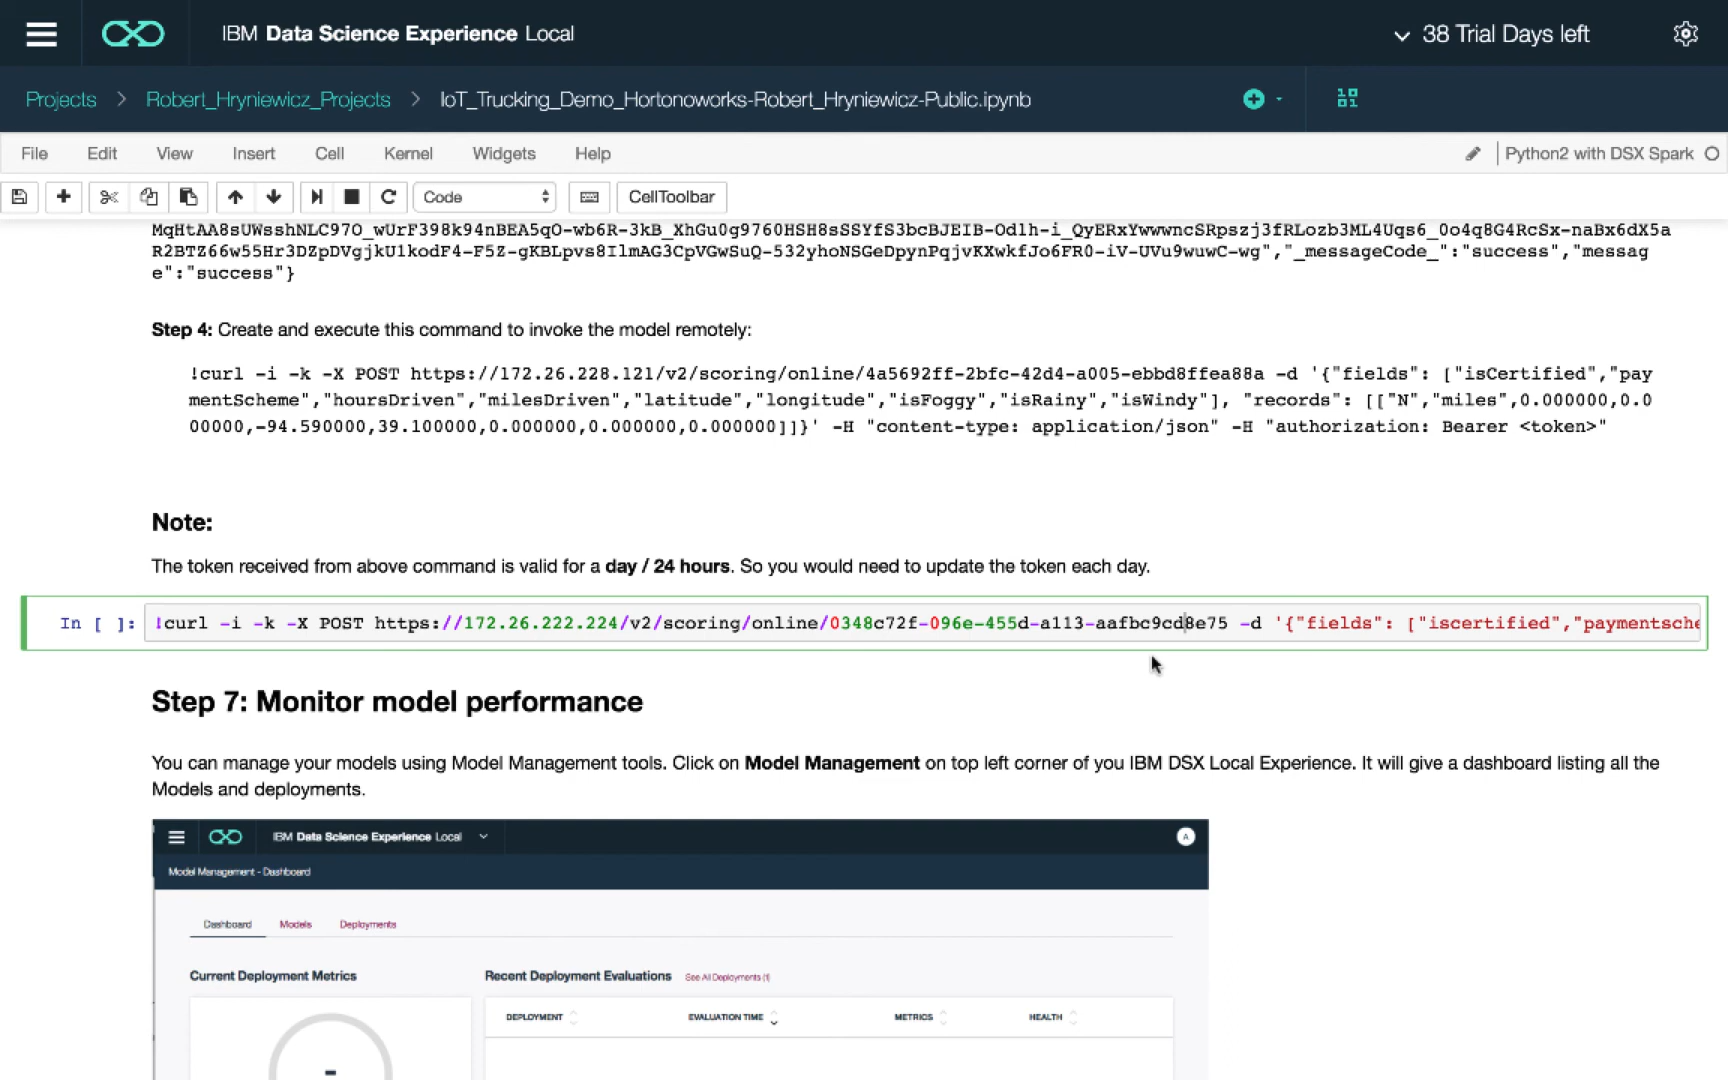 IBM Data Science Experience Local
38 Trial Days left
Projects > Robert_Hryniewicz_Projects > IoT_Trucking_Demo_Hortonoworks-Robert_Hryniewicz-Public.ipynb
File Edit View Insert Cell Kernel Widgets Help
Python2 with DSX Spark
Code
CellToolbar
MqHtAA8sUWsshNLC97O_wUrF398k94nBEA5qO-wb6R-3kB_XhGu0g9760HSH8sSSYfS3bcBJEIB-Odlh-i_QyERxYwwwncSRpszj3fRLozb3ML4Uqs6_0o4q8G4RcSx-naBx6dX5a
R2BTZ66w55Hr3DZpDVgjkU1kodF4-F5Z-gKBLpvs8IlmAG3CpVGwSuQ-532yhoNSGeDpynPqjvKXwkfJo6FR0-iV-UVu9wuwC-wg","_messageCode_":"success","messag
e":"success"}
Step 4: Create and execute this command to invoke the model remotely:
!curl -i -k -X POST https://172.26.228.121/v2/scoring/online/4a5692ff-2bfc-42d4-a005-ebbd8ffea88a -d '{"fields": ["isCertified","pay
mentScheme","hoursDriven","milesDriven","latitude","longitude","isFoggy","isRainy","isWindy"], "records": [["N","miles",0.000000,0.0
00000,-94.590000,39.100000,0.000000,0.000000,0.000000]]}' -H "content-type: application/json" -H "authorization: Bearer <token>"
Note:
The token received from above command is valid for a day / 24 hours. So you would need to update the token each day.
In [ ]: !curl -i -k -X POST https://172.26.222.224/v2/scoring/online/0348c72f-096e-455d-a113-aafbc9cd8e75 -d '{"fields": ["iscertified","paymentsche
Step 7: Monitor model performance
You can manage your models using Model Management tools. Click on Model Management on top left corner of you IBM DSX Local Experience. It will give a dashboard listing all the
Models and deployments.
IBM Data Science Experience Local
A
Model Management - Dashboard
Dashboard Models Deployments
Current Deployment Metrics
Recent Deployment Evaluations See All Deployments (1)
DEPLOYMENT EVALUATION TIME METRICS HEALTH
-